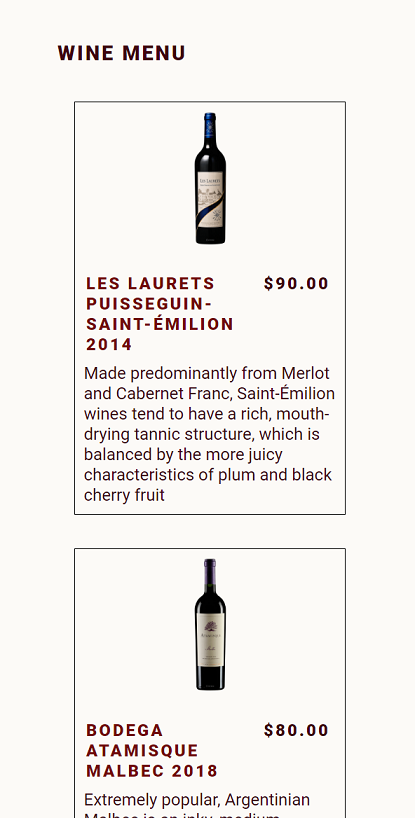 WINE MENU
LES LAURETS
LES LAURETS $90.00
PUISSEGUIN-
SAINT-ÉMILION
2014
Made predominantly from Merlot
and Cabernet Franc, Saint-Émilion
wines tend to have a rich, mouth-
drying tannic structure, which is
balanced by the more juicy
characteristics of plum and black
cherry fruit
BODEGA $80.00
ATAMISQUE
MALBEC 2018
Extremely popular, Argentinian